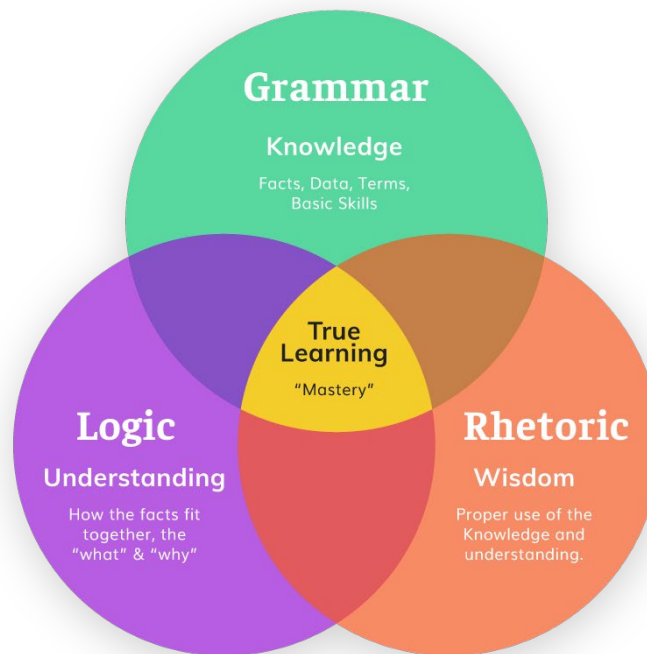 Grammar
Knowledge
Facts, Data, Terms,
Basic Skills
True
Learning
“Mastery”
Logic
Understanding
How the facts fit
together, the
“what” & “why”
Rhetoric
Wisdom
Proper use of the
Knowledge and
understanding.